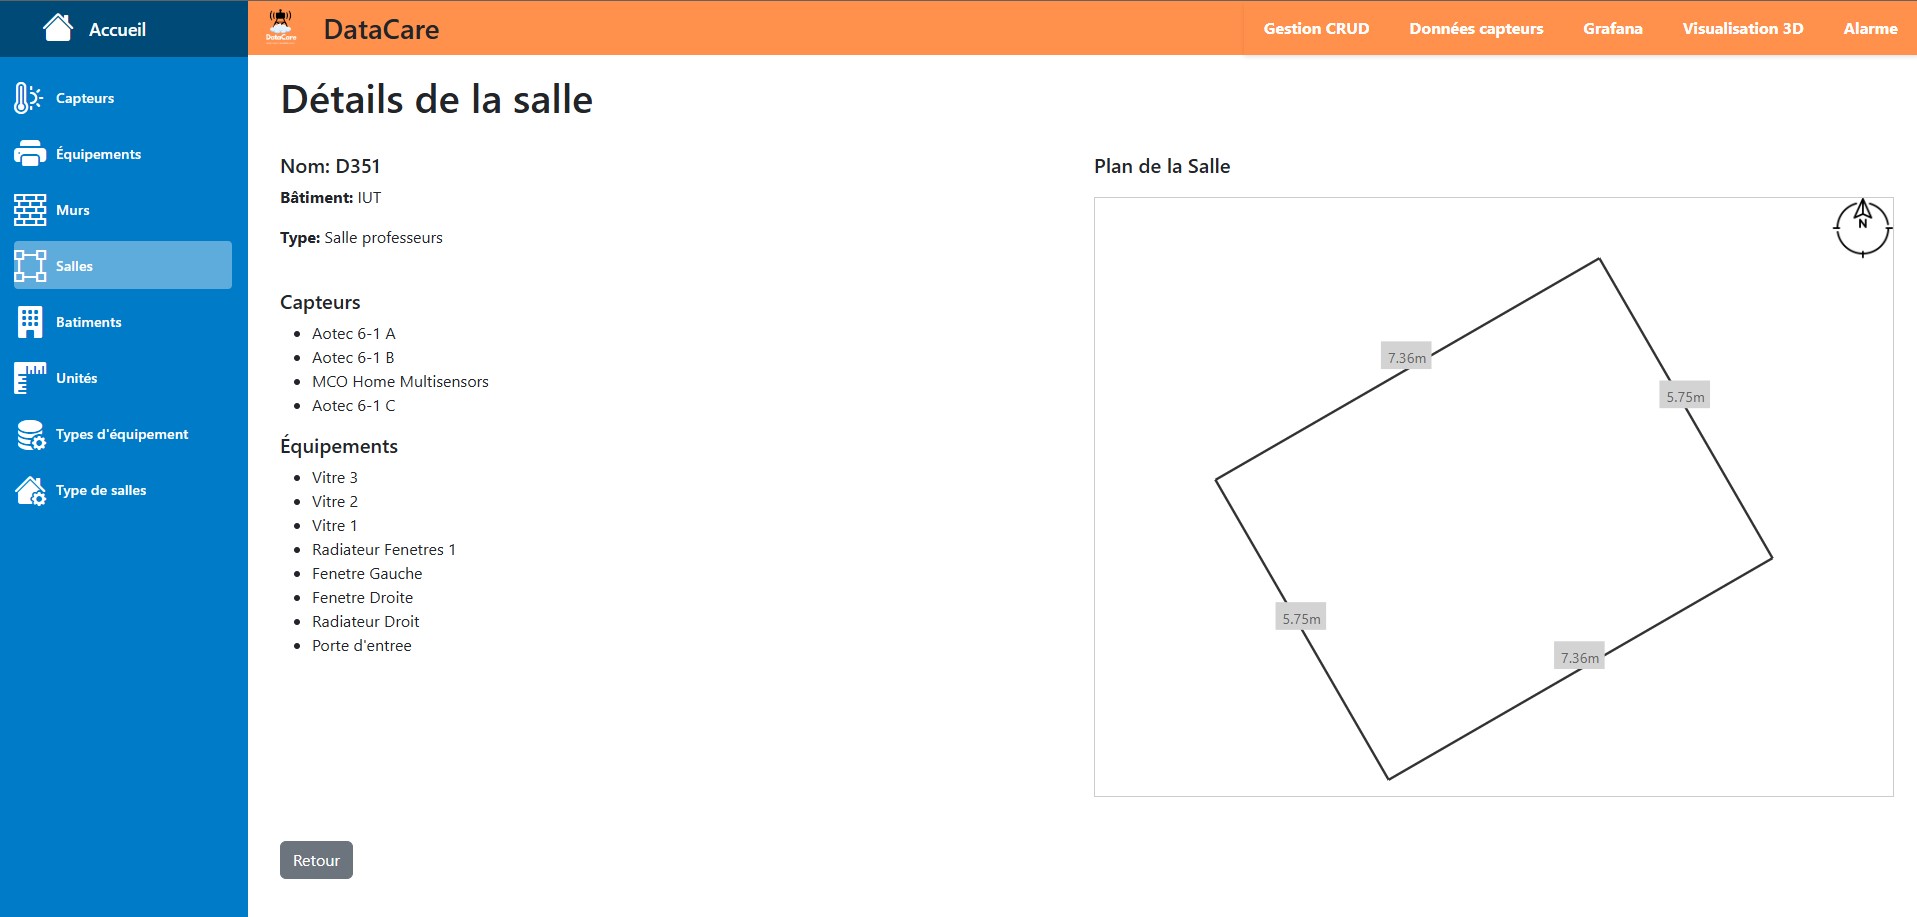 Accueil
DataCare
DataCare
Gestion CRUD
Données capteurs
Grafana
Visualisation 3D
Alarme
Capteurs
Équipements
Murs
Salles
Batiments
Unités
Types d'équipement
Type de salles
Détails de la salle
Nom: D351
Bâtiment: IUT
Type: Salle professeurs
Capteurs
Aotec 6-1 A
Aotec 6-1 B
MCO Home Multisensors
Aotec 6-1 C
Équipements
Vitre 3
Vitre 2
Vitre 1
Radiateur Fenetres 1
Fenetre Gauche
Fenetre Droite
Radiateur Droit
Porte d'entree
Retour
Plan de la Salle
N
7.36m
5.75m
5.75m
7.36m